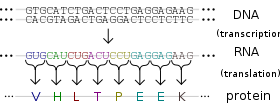 GTGCATCTGACTCCTGAGGAGAAG
CACGTAGACTGAGGACTCCTCTTC
DNA
(transcription)
GUGCAUCUGACUCCUGAGGAGAAG
RNA
(translation)
V H L T P E E K
protein